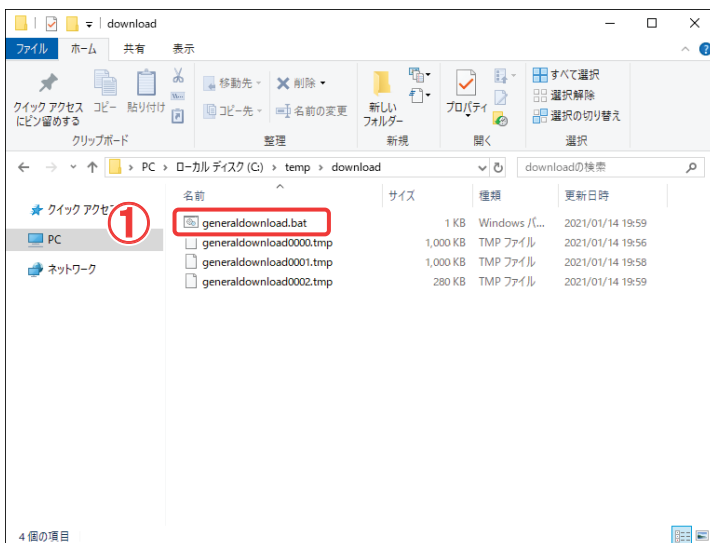 download
ファイル ホーム 共有 表示
クイック アクセス
にピン留めする
コピー
貼り付け
移動先
コピー先
削除
名前の変更
新しい
フォルダー
プロパティ
すべて選択
選択解除
選択の切り替え
クリップボード 整理 新規 開く 選択
PC > ローカル ディスク (C:) > temp > download
downloadの検索
名前 サイズ 種類 更新日時
クイック アクセ
PC
ネットワーク
①
generaldownload.bat 1 KB Windows バ... 2021/01/14 19:59
generaldownload0000.tmp 1,000 KB TMP ファイル 2021/01/14 19:56
generaldownload0001.tmp 1,000 KB TMP ファイル 2021/01/14 19:58
generaldownload0002.tmp 280 KB TMP ファイル 2021/01/14 19:59
4 個の項目